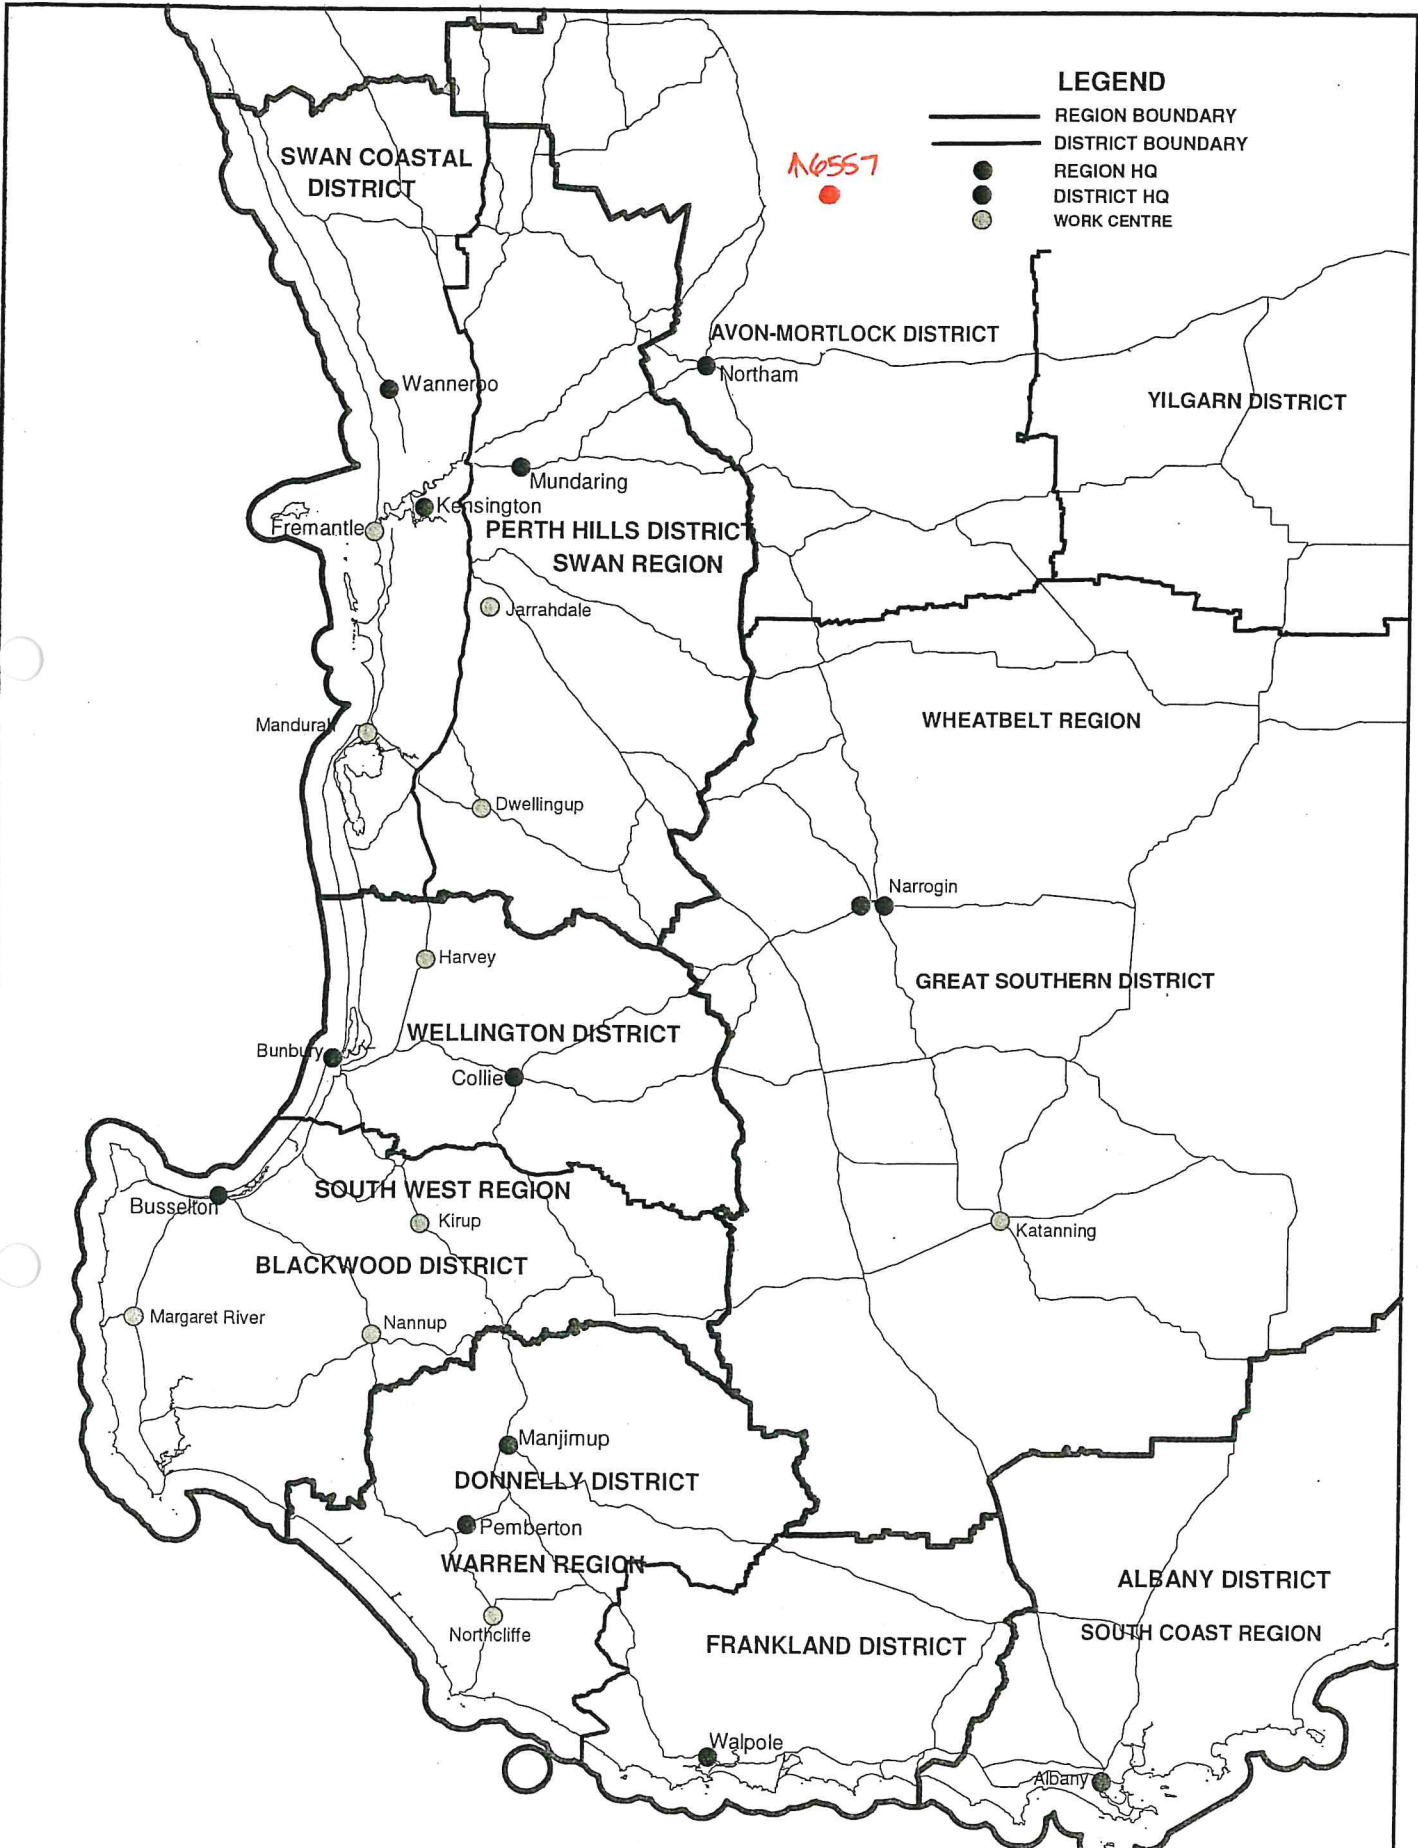 LEGEND
REGION BOUNDARY
DISTRICT BOUNDARY
REGION HQ
DISTRICT HQ
WORK CENTRE
SWAN COASTAL
DISTRICT
AVON-MORTLOCK DISTRICT
Northam
Wanneroo
YILGARN DISTRICT
Mundaring
Kensington
Fremantle
PERTH HILLS DISTRICT
SWAN REGION
Jarrahdale
Mandurah
WHEATBELT REGION
Dwellingup
Narrogin
Harvey
GREAT SOUTHERN DISTRICT
WELLINGTON DISTRICT
Bunbury
Collie
SOUTH WEST REGION
Busselton
Kirup
Katanning
BLACKWOOD DISTRICT
Margaret River
Nannup
Manjimup
DONNELLY DISTRICT
Pemberton
WARREN REGION
ALBANY DISTRICT
Northcliffe
FRANKLAND DISTRICT
SOUTH COAST REGION
Walpole
Albany